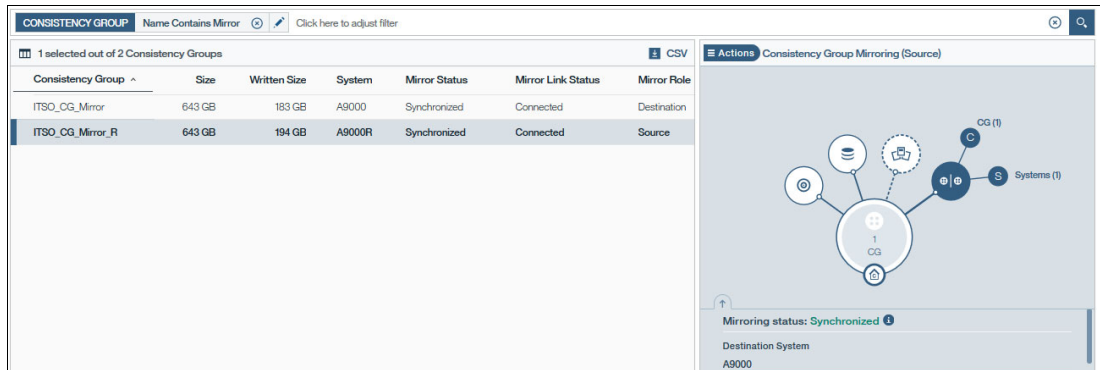 CONSISTENCY GROUP Name Contains Mirror Click here to adjust filter
1 selected out of 2 Consistency Groups CSV
Consistency Group Size Written Size System Mirror Status Mirror Link Status Mirror Role
ITSO_CG_Mirror 643 GB 183 GB A9000 Synchronized Connected Destination
ITSO_CG_Mirror_R 643 GB 194 GB A9000R Synchronized Connected Source
Actions Consistency Group Mirroring (Source)
CG (1)
C
S Systems (1)
1
CG
Mirroring status: Synchronized
Destination System
A9000